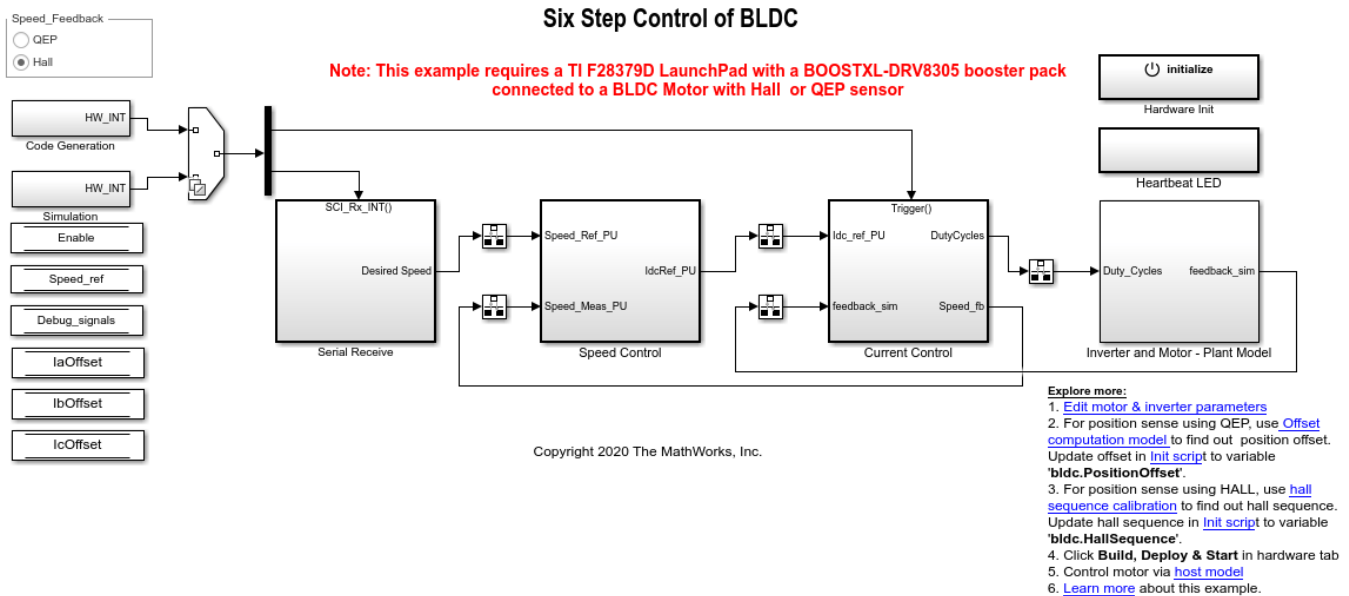 Six Step Control of BLDC
Speed_Feedback
QEP
Hall
Note: This example requires a TI F28379D LaunchPad with a BOOSTXL-DRV8305 booster pack
connected to a BLDC Motor with Hall or QEP sensor
initialize
Hardware Init
HW_INT
Code Generation
HW_INT
Simulation
Heartbeat LED
Enable
Speed_ref
Debug_signals
IaOffset
IbOffset
IcOffset
SCI_Rx_INT()
Desired Speed
Serial Receive
Speed_Ref_PU
IdcRef_PU
Speed_Meas_PU
Speed Control
Trigger()
Idc_ref_PU
DutyCycles
feedback_sim
Speed_fb
Current Control
Duty_Cycles
feedback_sim
Inverter and Motor - Plant Model
Copyright 2020 The MathWorks, Inc.
Explore more:
1. Edit motor & inverter parameters
2. For position sense using QEP, use Offset
computation model to find out position offset.
Update offset in Init script to variable
'bldc.PositionOffset'.
3. For position sense using HALL, use hall
sequence calibration to find out hall sequence.
Update hall sequence in Init script to variable
'bldc.HallSequence'.
4. Click Build, Deploy & Start in hardware tab
5. Control motor via host model
6. Learn more about this example.